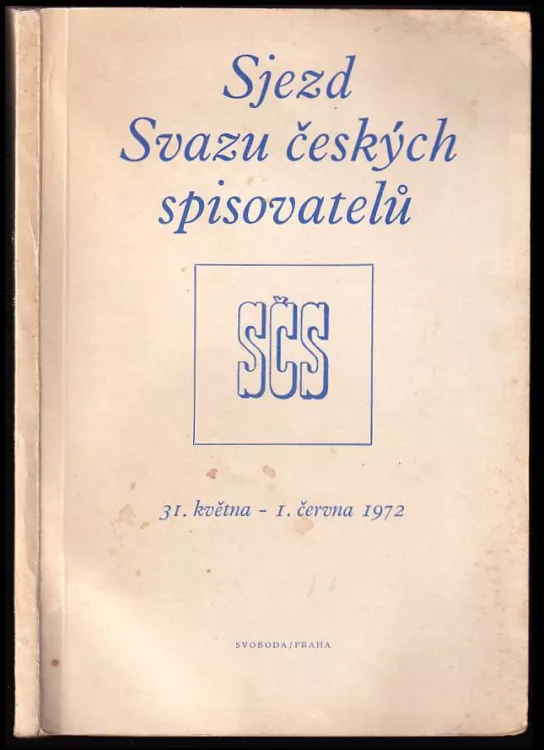 Sjezd
Svazu českých
spisovatelů
SČS
31. května - 1. června 1972
SVOBODA/PRAHA